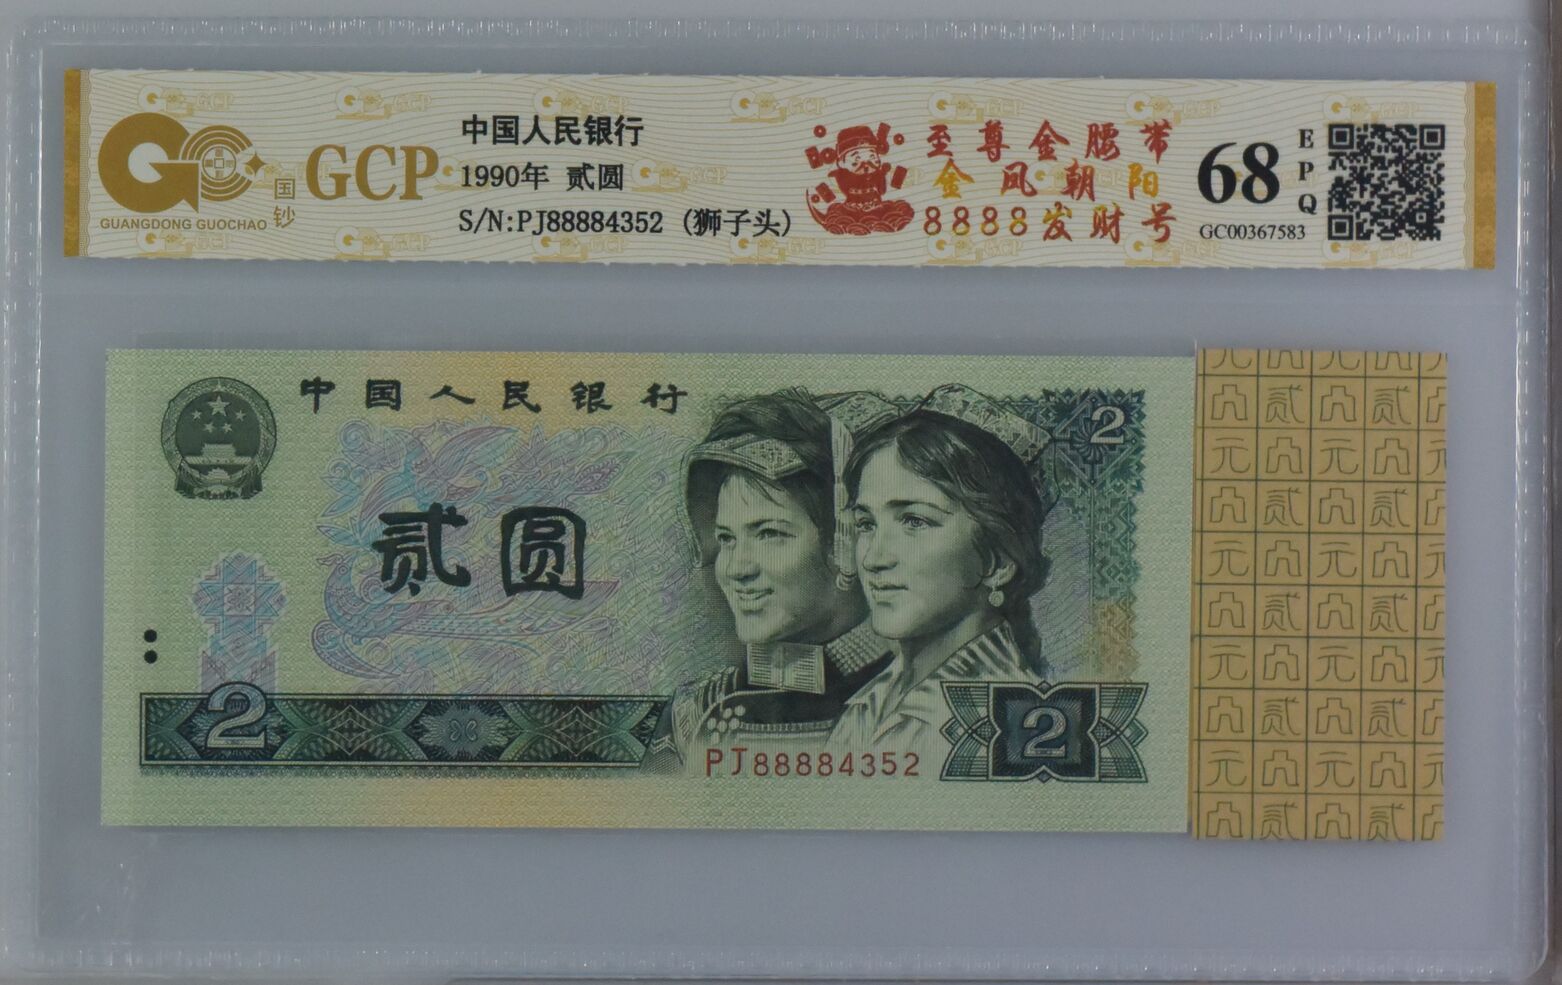 GCP
GUANGDONG GUOCHAO
国钞
中国人民银行
1990年 贰圆
S/N:PJ88884352 (狮子头)
至尊金腰带
金凤朝阳
8888发财号
68
EPQ
GC00367583
中国人民银行
2
贰圆
2
PJ88884352
2